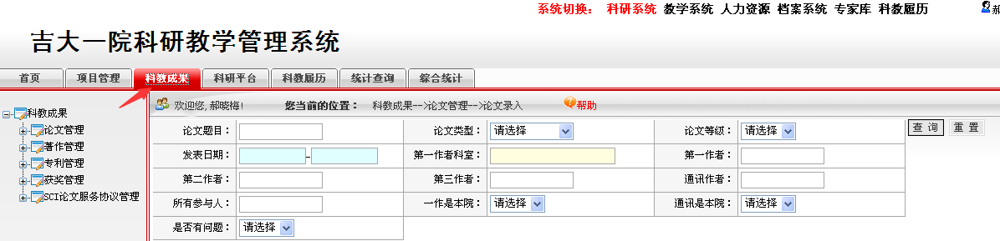 系统切换： 科研系统 教学系统 人力资源 档案系统 专家库 科教履历 郝
吉大一院科研教学管理系统
首页 项目管理 科教成果 科研平台 科教履历 统计查询 综合统计
欢迎您,郝晓梅! 您当前的位置： 科教成果-->论文管理-->论文录入 帮助
科教成果
论文管理
著作管理
专利管理
获奖管理
SCI论文服务协议管理
论文题目： 论文类型： 请选择 论文等级： 请选择 查 询 重 置
发表日期： - 第一作者科室： 第一作者：
第二作者： 第三作者： 通讯作者：
所有参与人： 一作是本院： 请选择 通讯是本院： 请选择
是否有问题： 请选择